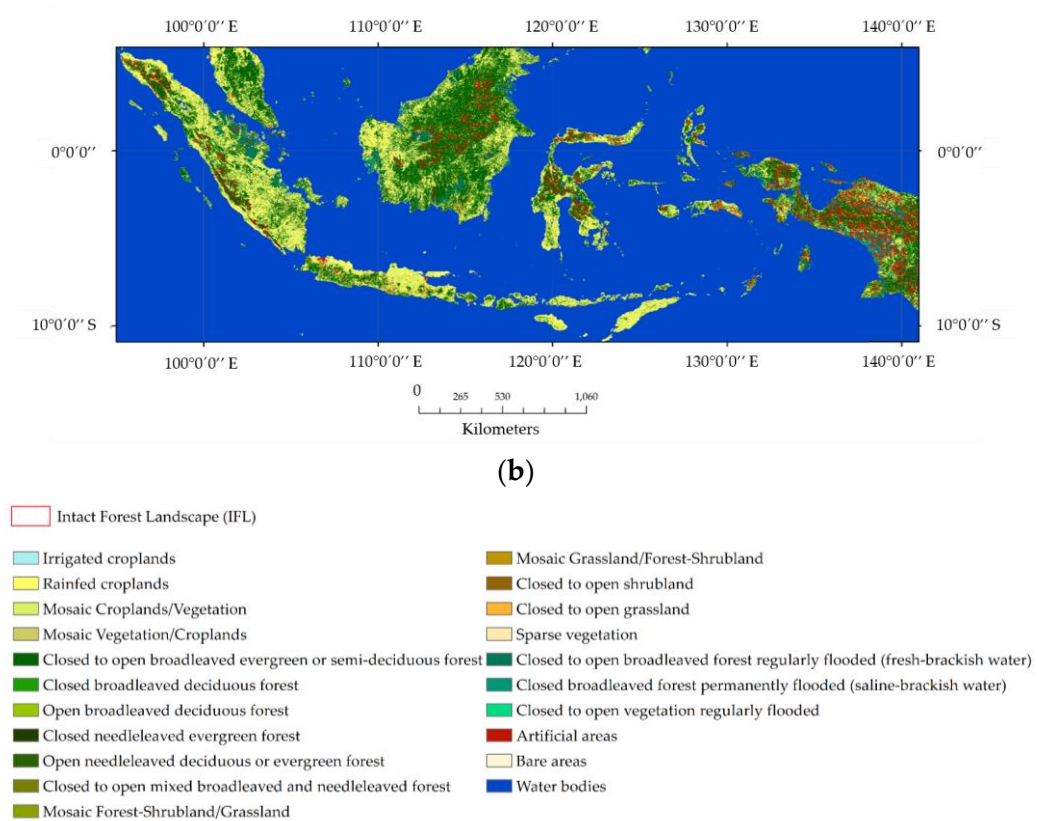 100°0′0″ E 110°0′0″ E 120°0′0″ E 130°0′0″ E 140°0′0″ E
0°0′0″ 0°0′0″
10°0′0″ S 10°0′0″ S
100°0′0″ E 110°0′0″ E 120°0′0″ E 130°0′0″ E 140°0′0″ E
0 265 530 1,060
Kilometers
(b)
Intact Forest Landscape (IFL)
Irrigated croplands
Rainfed croplands
Mosaic Croplands/Vegetation
Mosaic Vegetation/Croplands
Closed to open broadleaved evergreen or semi-deciduous forest
Closed broadleaved deciduous forest
Open broadleaved deciduous forest
Closed needleleaved evergreen forest
Open needleleaved deciduous or evergreen forest
Closed to open mixed broadleaved and needleleaved forest
Mosaic Forest-Shrubland/Grassland
Mosaic Grassland/Forest-Shrubland
Closed to open shrubland
Closed to open grassland
Sparse vegetation
Closed to open broadleaved forest regularly flooded (fresh-brackish water)
Closed broadleaved forest permanently flooded (saline-brackish water)
Closed to open vegetation regularly flooded
Artificial areas
Bare areas
Water bodies